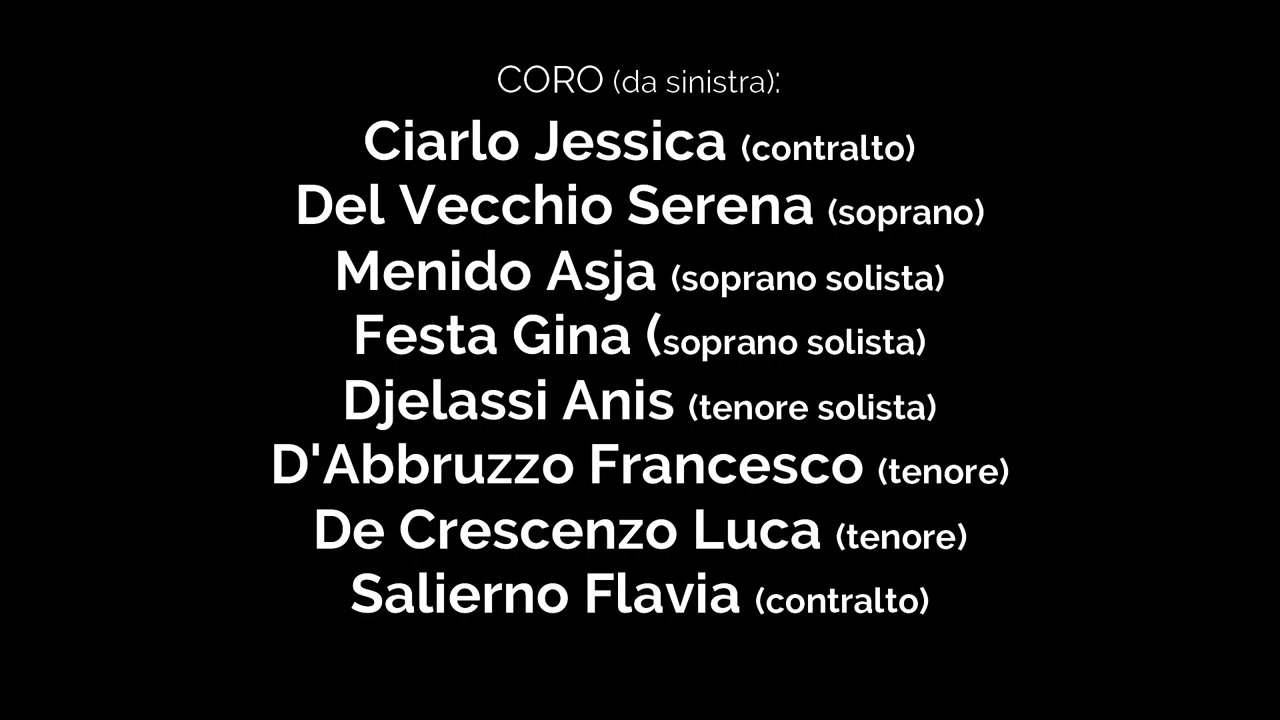 CORO (da sinistra):
Ciarlo Jessica (contralto)
Del Vecchio Serena (soprano)
Menido Asja (soprano solista)
Festa Gina (soprano solista)
Djelassi Anis (tenore solista)
D'Abbruzzo Francesco (tenore)
De Crescenzo Luca (tenore)
Salierno Flavia (contralto)